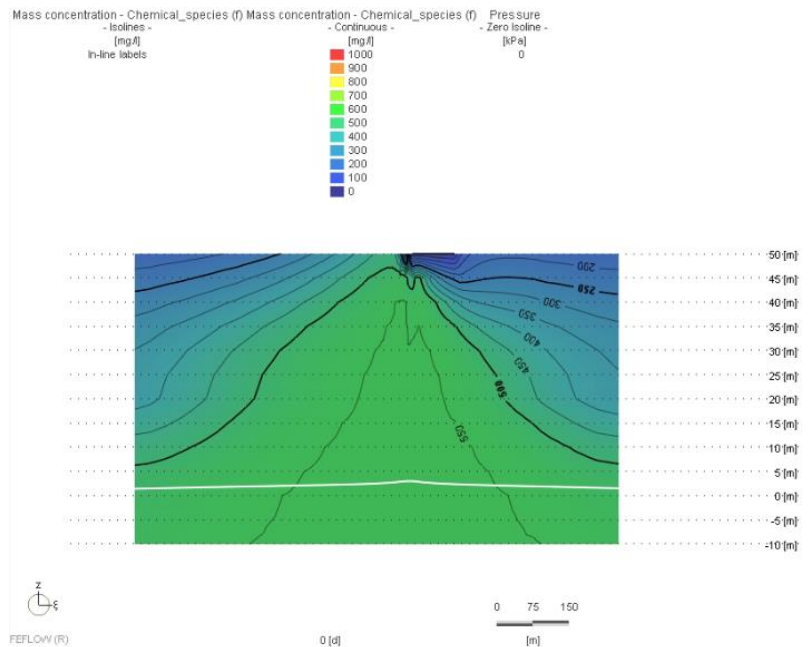 Mass concentration - Chemical_species (f) Mass concentration - Chemical_species (f) Pressure
- Isolines - - Continuous - - Zero Isoline -
[mg/l] [mg/l] [kPa]
In-line labels 1000 0
900
800
700
600
500
400
300
200
100
0
50 [m]
200
45 [m]
250
300
40 [m]
350
35 [m]
400
30 [m]
450
25 [m]
500
20 [m]
15 [m]
550
10 [m]
5 [m]
0 [m]
-5 [m]
-10 [m]
z
ξ
0 75 150
FEFLOW (R) 0 [d] [m]